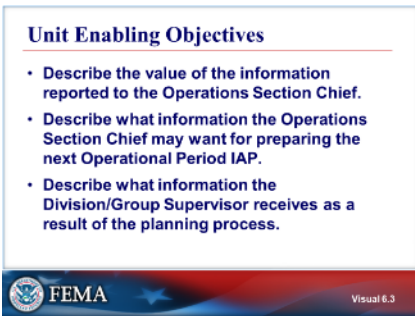 Unit Enabling Objectives
• Describe the value of the information
reported to the Operations Section Chief.
• Describe what information the Operations
Section Chief may want for preparing the
next Operational Period IAP.
• Describe what information the
Division/Group Supervisor receives as a
result of the planning process.
FEMA
Visual 6.3